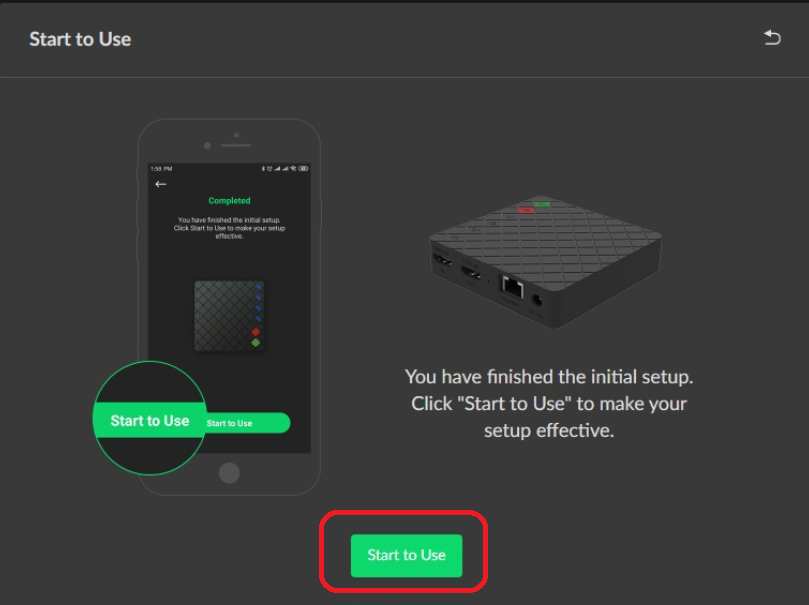 Start to Use
1:58 PM
Completed
You have finished the initial setup.
Click Start to Use to make your setup
effective.
Start to Use
Start to Use
You have finished the initial setup.
Click "Start to Use" to make your
setup effective.
Start to Use